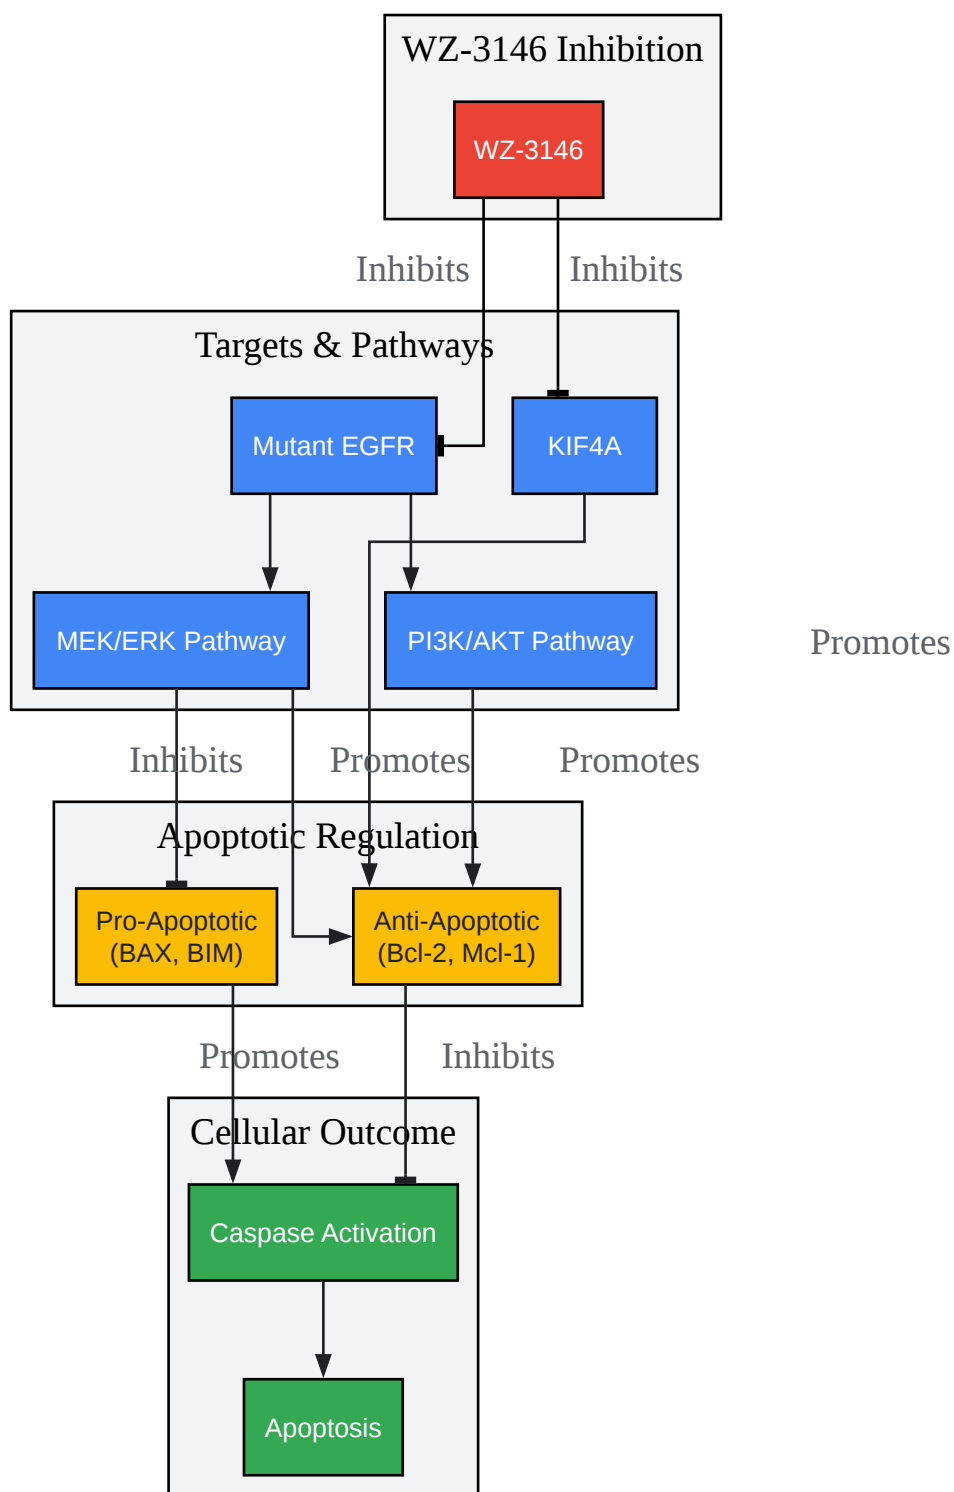 WZ-3146 Inhibition
WZ-3146
Inhibits
Inhibits
Targets & Pathways
Mutant EGFR
KIF4A
MEK/ERK Pathway
PI3K/AKT Pathway
Promotes
Inhibits
Promotes
Promotes
Apoptotic Regulation
Pro-Apoptotic
(BAX, BIM)
Anti-Apoptotic
(Bcl-2, Mcl-1)
Promotes
Inhibits
Cellular Outcome
Caspase Activation
Apoptosis